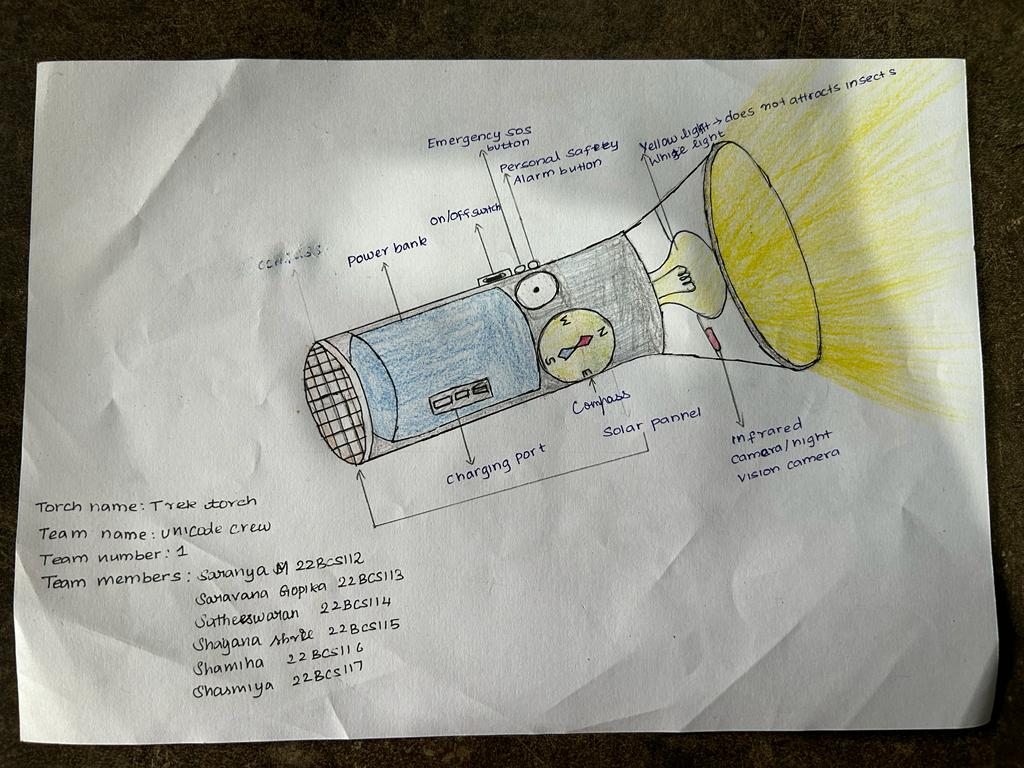 Yellow light → does not attracts insects
White light
Emergency SOS
button
Personal Safety
Alarm button
on/off switch
power bank
W
N
S
E
Compass
Solar pannel
charging port
infrared
camera/night
vision camera
Torch name: Trek torch
Team name: unicode crew
Team number: 1
Team members: Saranya M 22BCS112
Saravana Gopika 22BCS113
Sutheeswaran 22BCS114
Shayana shree 22BCS115
Shamiha 22BCS116
Shasmiya 22BCS117